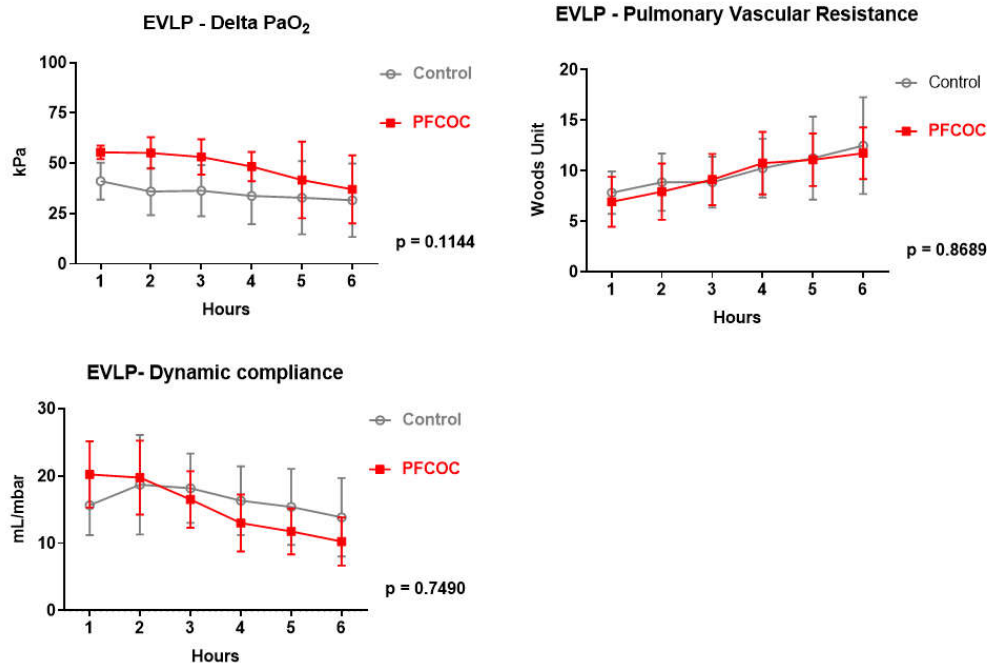 EVLP - Delta PaO₂
100
75
50
25
0
kPa
1 2 3 4 5 6
Hours
Control
PFCOC
p = 0.1144
EVLP - Pulmonary Vascular Resistance
20
15
10
5
0
Woods Unit
1 2 3 4 5 6
Hours
Control
PFCOC
p = 0.8689
EVLP- Dynamic compliance
30
20
10
0
mL/mbar
1 2 3 4 5 6
Hours
Control
PFCOC
p = 0.7490